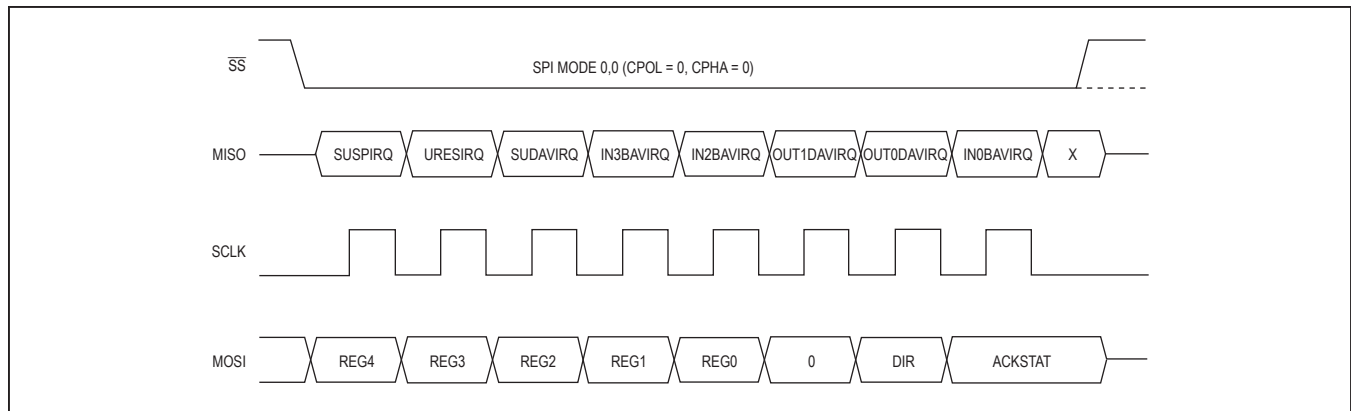 SS
SPI MODE 0,0 (CPOL = 0, CPHA = 0)
MISO SUSPIRQ URESIRQ SUDAVIRQ IN3BAVIRQ IN2BAVIRQ OUT1DAVIRQ OUT0DAVIRQ IN0BAVIRQ X
SCLK
MOSI REG4 REG3 REG2 REG1 REG0 0 DIR ACKSTAT